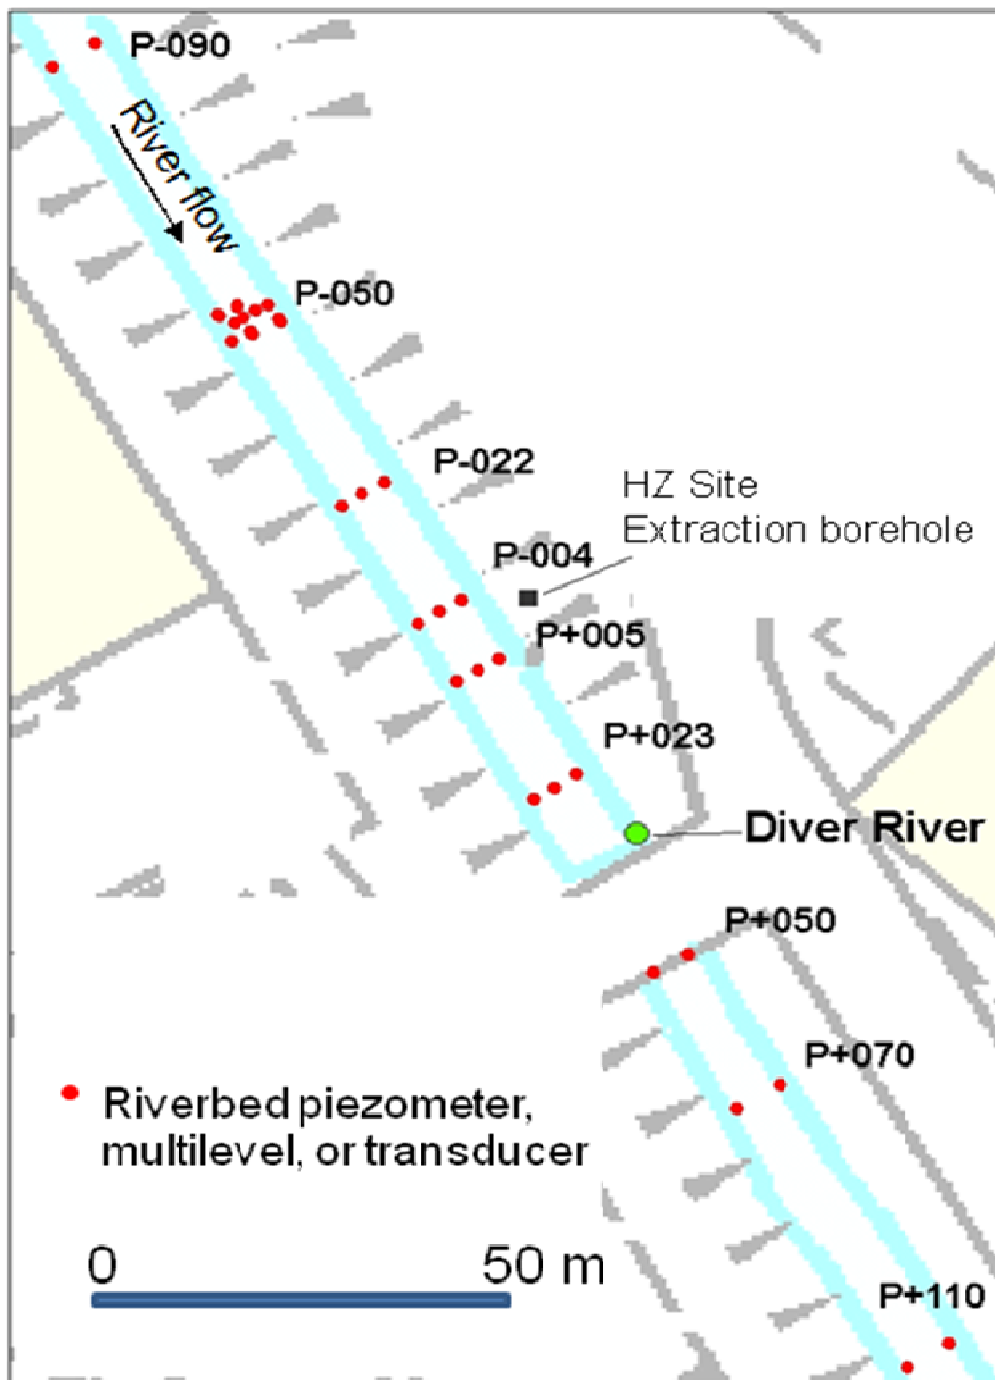 P-090
River flow
P-050
P-022
HZ Site
Extraction borehole
P-004
P+005
P+023
Diver River
P+050
P+070
Riverbed piezometer,
multilevel, or transducer
0 50 m
P+110